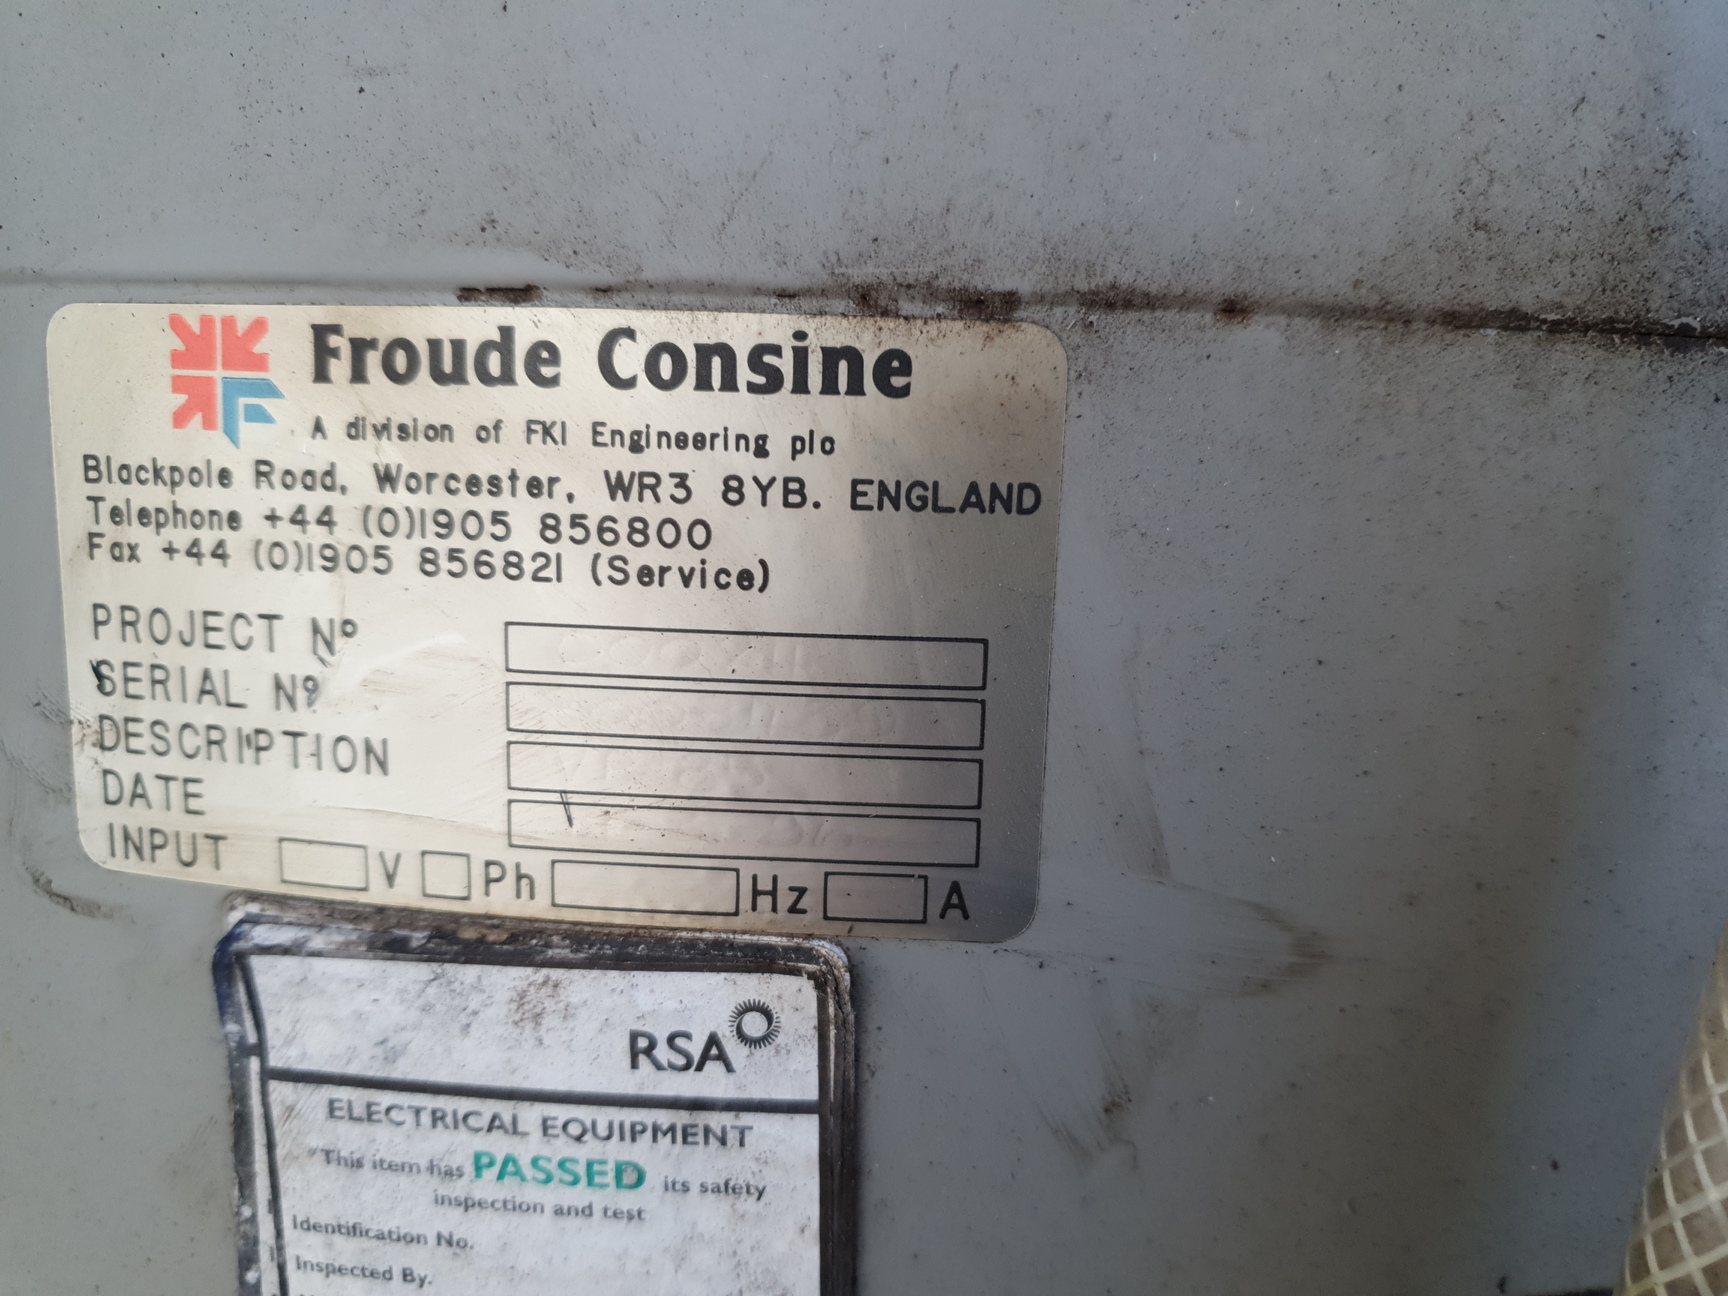 Froude Consine
A division of FKI Engineering plc
Blackpole Road, Worcester, WR3 8YB. ENGLAND
Telephone +44 (0)1905 856800
Fax +44 (0)1905 856821 (Service)
PROJECT Nº
SERIAL Nº
DESCRIPTION
DATE
INPUT V Ph Hz A
RSA
ELECTRICAL EQUIPMENT
"This item has PASSED its safety
inspection and test
Identification No.
Inspected By.